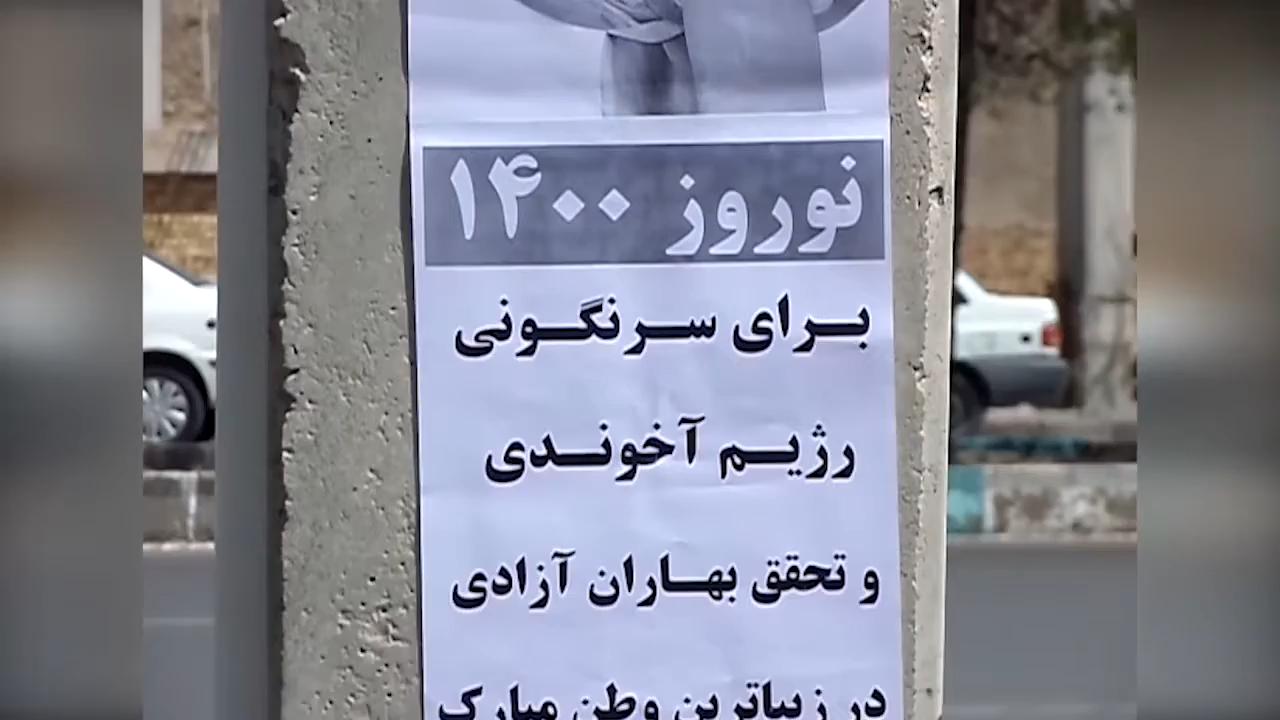 نوروز ۱۴۰۰
برای سرنگونی
رژیم آخوندی
و تحقق بهاران آزادی
در زیباترین وطن مبارک